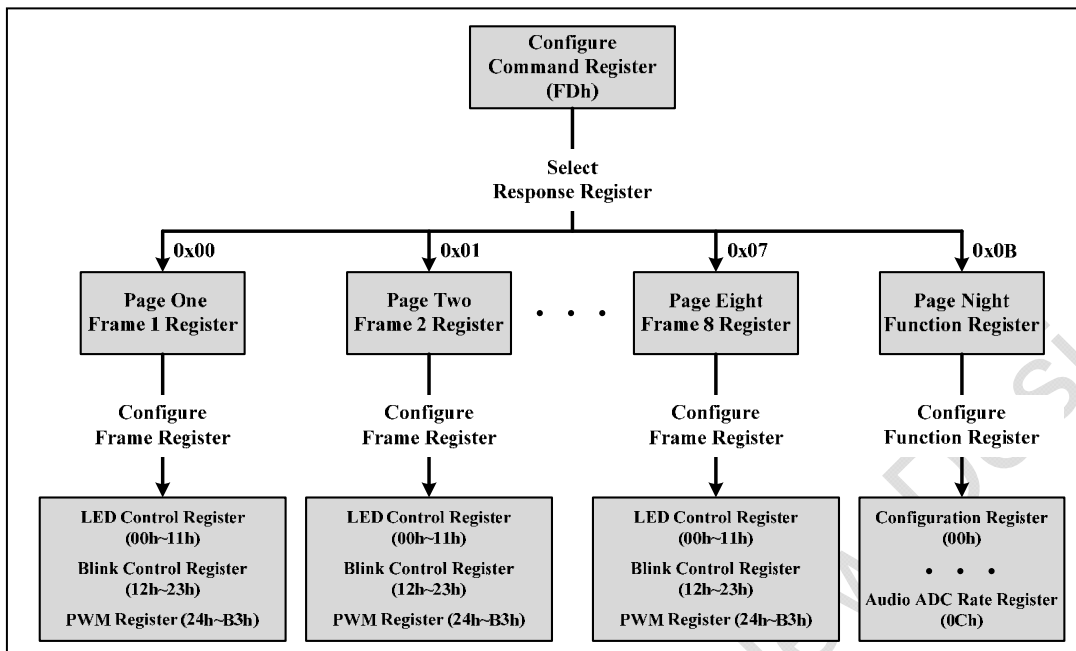 Configure
Command Register
(FDh)
Select
Response Register
0x00
0x01
0x07
0x0B
Page One
Frame 1 Register
Page Two
Frame 2 Register
• • •
Page Eight
Frame 8 Register
Page Night
Function Register
Configure
Frame Register
Configure
Frame Register
Configure
Frame Register
Configure
Function Register
LED Control Register
(00h~11h)
Blink Control Register
(12h~23h)
PWM Register (24h~B3h)
LED Control Register
(00h~11h)
Blink Control Register
(12h~23h)
PWM Register (24h~B3h)
LED Control Register
(00h~11h)
Blink Control Register
(12h~23h)
PWM Register (24h~B3h)
Configuration Register
(00h)
• • •
Audio ADC Rate Register
(0Ch)